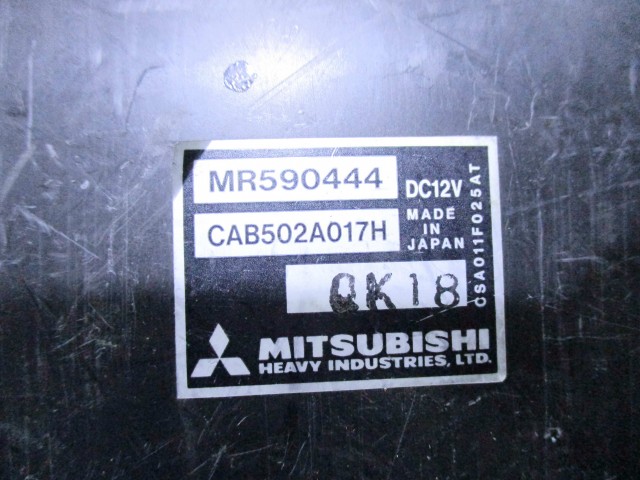 MR590444
DC12V
CAB502A017H
MADE
IN
JAPAN
CSA011F025AT
QK18
MITSUBISHI
HEAVY INDUSTRIES, LTD.